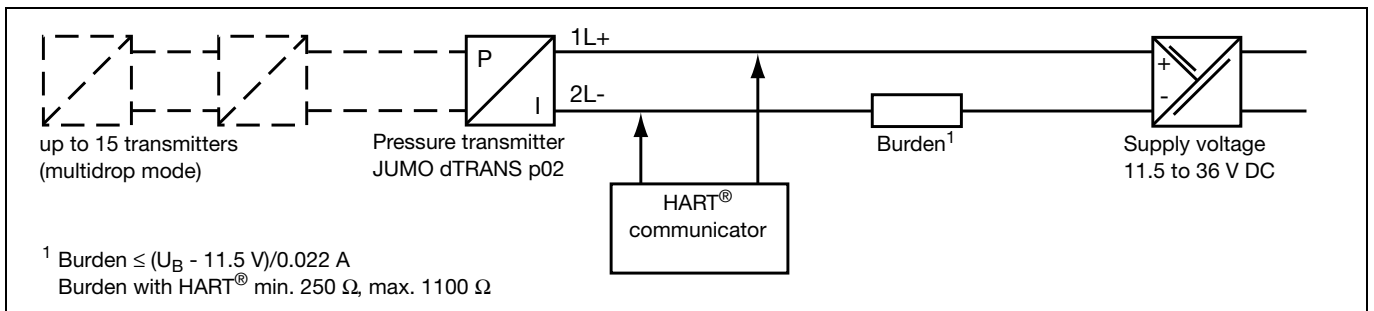 1L+
P
I
2L-
+
-
up to 15 transmitters
(multidrop mode)
Pressure transmitter
JUMO dTRANS p02
Burden¹
Supply voltage
11.5 to 36 V DC
HART®
communicator
¹ Burden ≤ (U_B - 11.5 V)/0.022 A
Burden with HART® min. 250 Ω, max. 1100 Ω